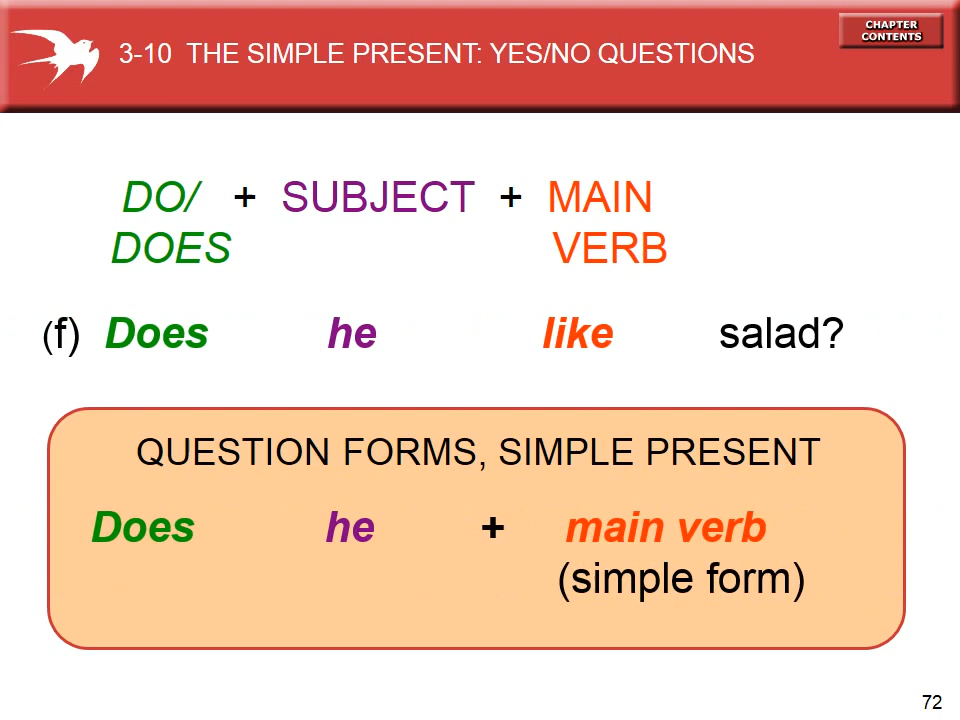 3-10 THE SIMPLE PRESENT: YES/NO QUESTIONS
CHAPTER
CONTENTS
DO/ + SUBJECT + MAIN
DOES VERB
(f) Does he like salad?
QUESTION FORMS, SIMPLE PRESENT
Does he + main verb
(simple form)
72